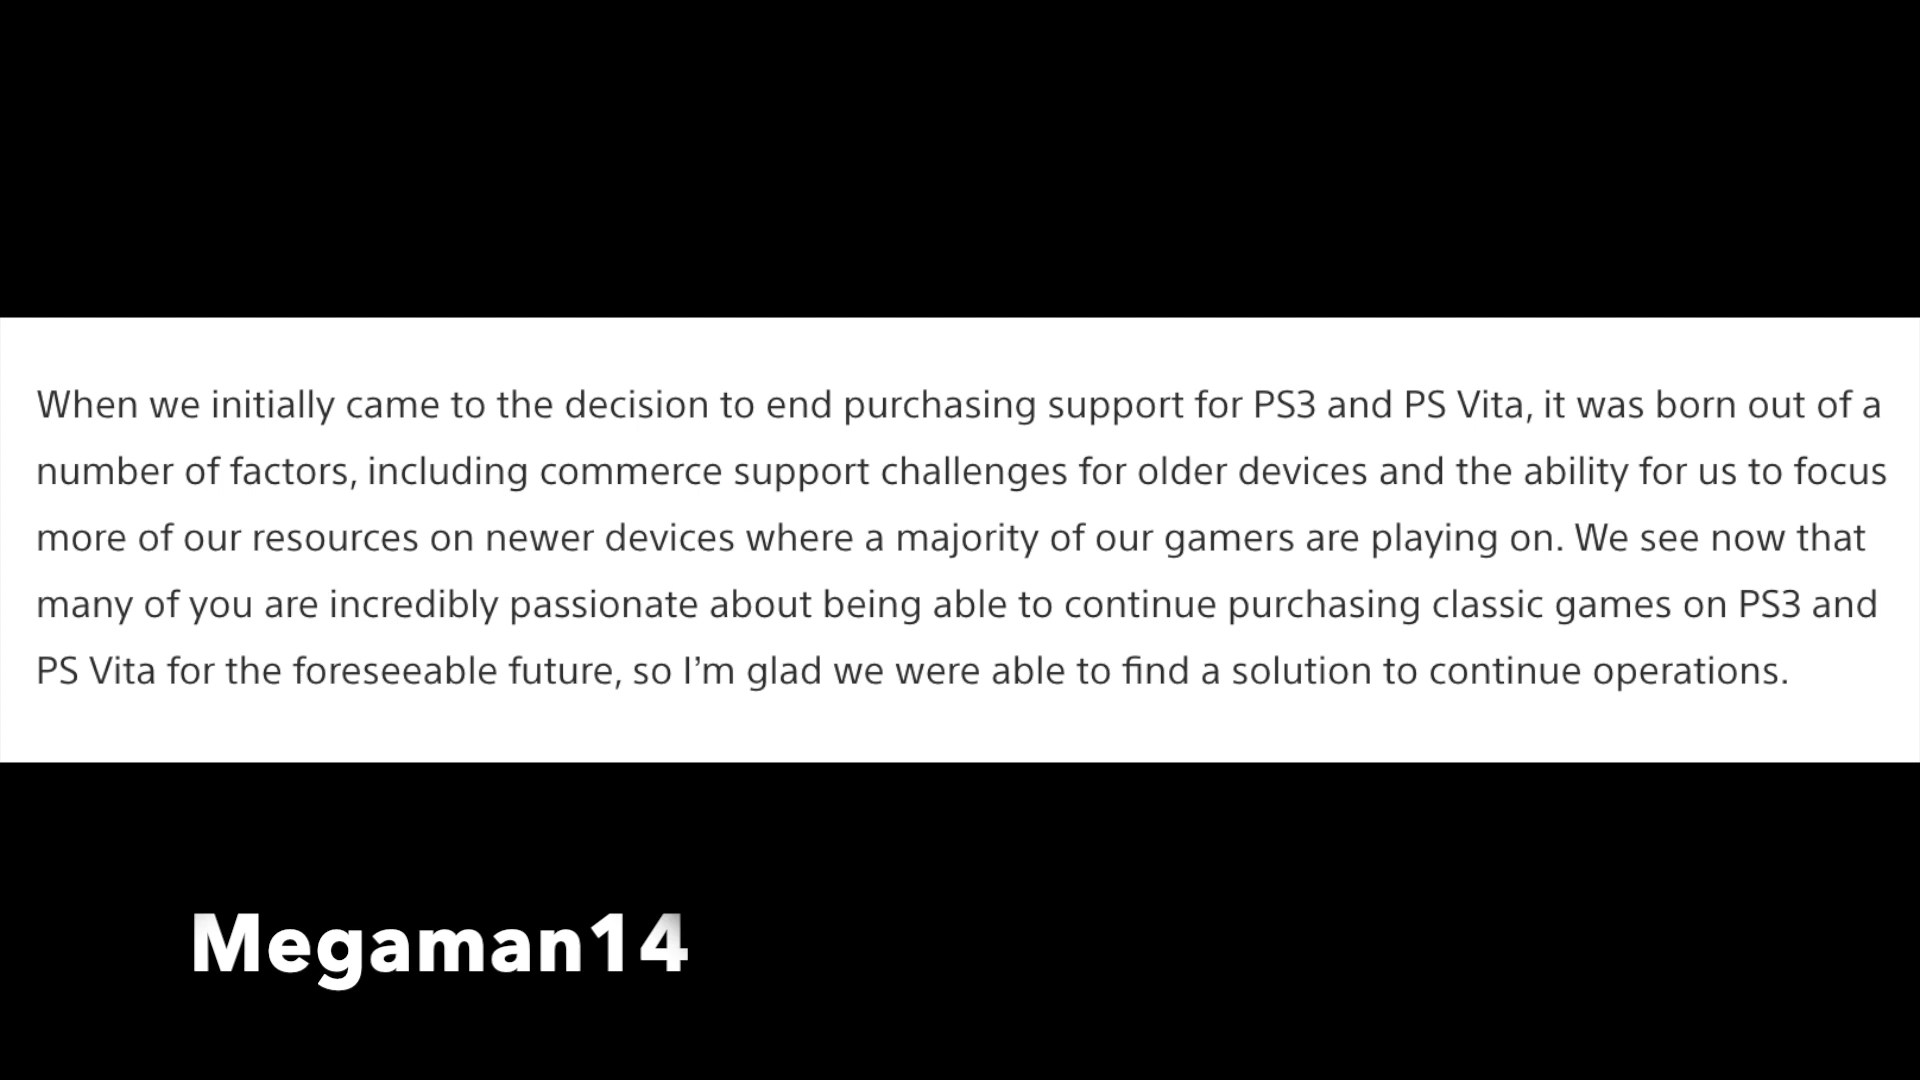 When we initially came to the decision to end purchasing support for PS3 and PS Vita, it was born out of a
number of factors, including commerce support challenges for older devices and the ability for us to focus
more of our resources on newer devices where a majority of our gamers are playing on. We see now that
many of you are incredibly passionate about being able to continue purchasing classic games on PS3 and
PS Vita for the foreseeable future, so I’m glad we were able to find a solution to continue operations.
Megaman14